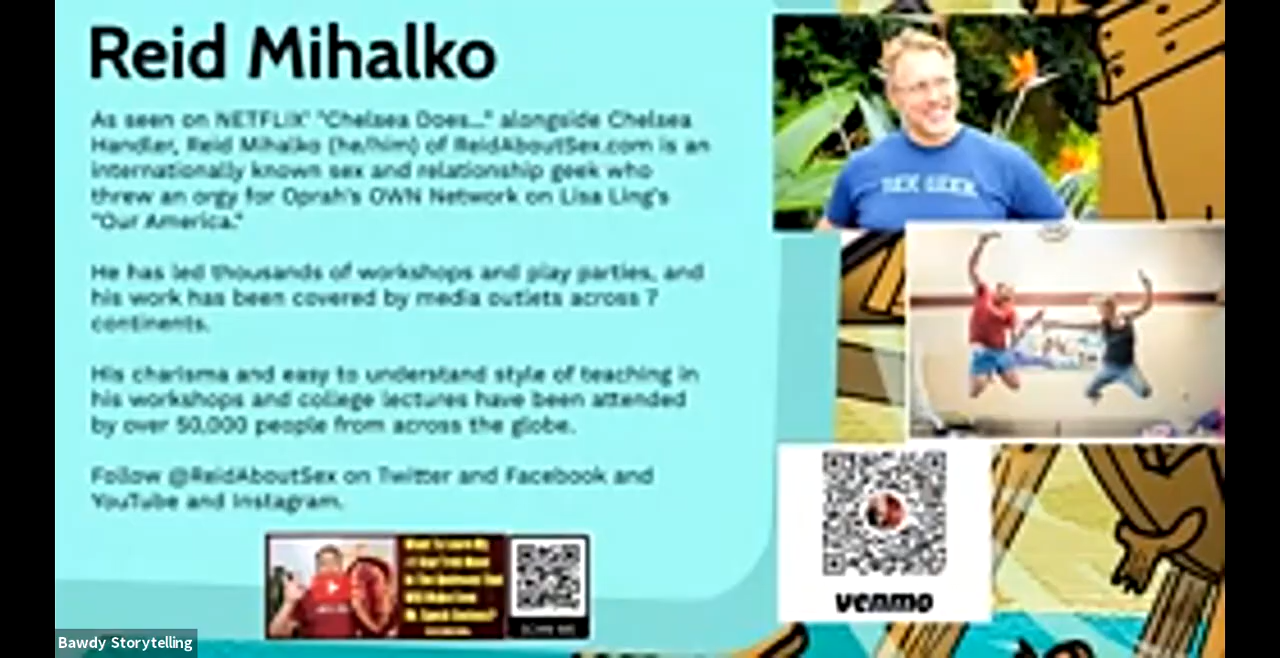 Reid Mihalko
As seen on NETFLIX' "Chelsea Does..." alongside Chelsea
Handler, Reid Mihalko (he/him) of ReidAboutSex.com is an
internationally known sex and relationship geek who
threw an orgy for Oprah's OWN Network on Lisa Ling's
"Our America."
He has led thousands of workshops and play parties, and
his work has been covered by media outlets across 7
continents.
His charisma and easy to understand style of teaching in
his workshops and college lectures have been attended
by over 50,000 people from across the globe.
Follow @ReidAboutSex on Twitter and Facebook and
YouTube and Instagram.
SEX GEEK
SCAN ME
venmo
Bawdy Storytelling